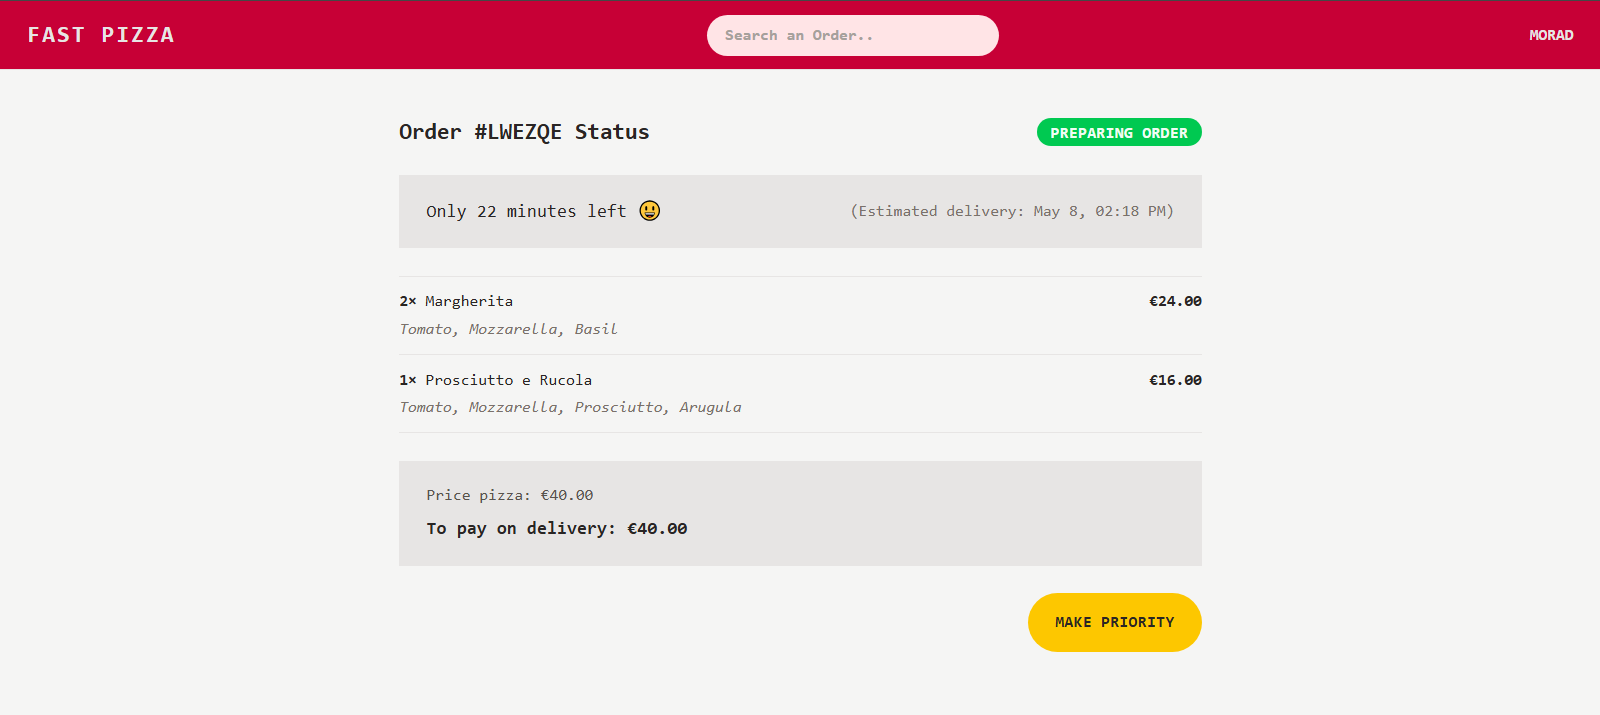 FAST PIZZA
Search an Order..
MORAD
Order #LWEZQE Status
PREPARING ORDER
Only 22 minutes left 😃
(Estimated delivery: May 8, 02:18 PM)
2× Margherita
€24.00
Tomato, Mozzarella, Basil
1× Prosciutto e Rucola
€16.00
Tomato, Mozzarella, Prosciutto, Arugula
Price pizza: €40.00
To pay on delivery: €40.00
MAKE PRIORITY